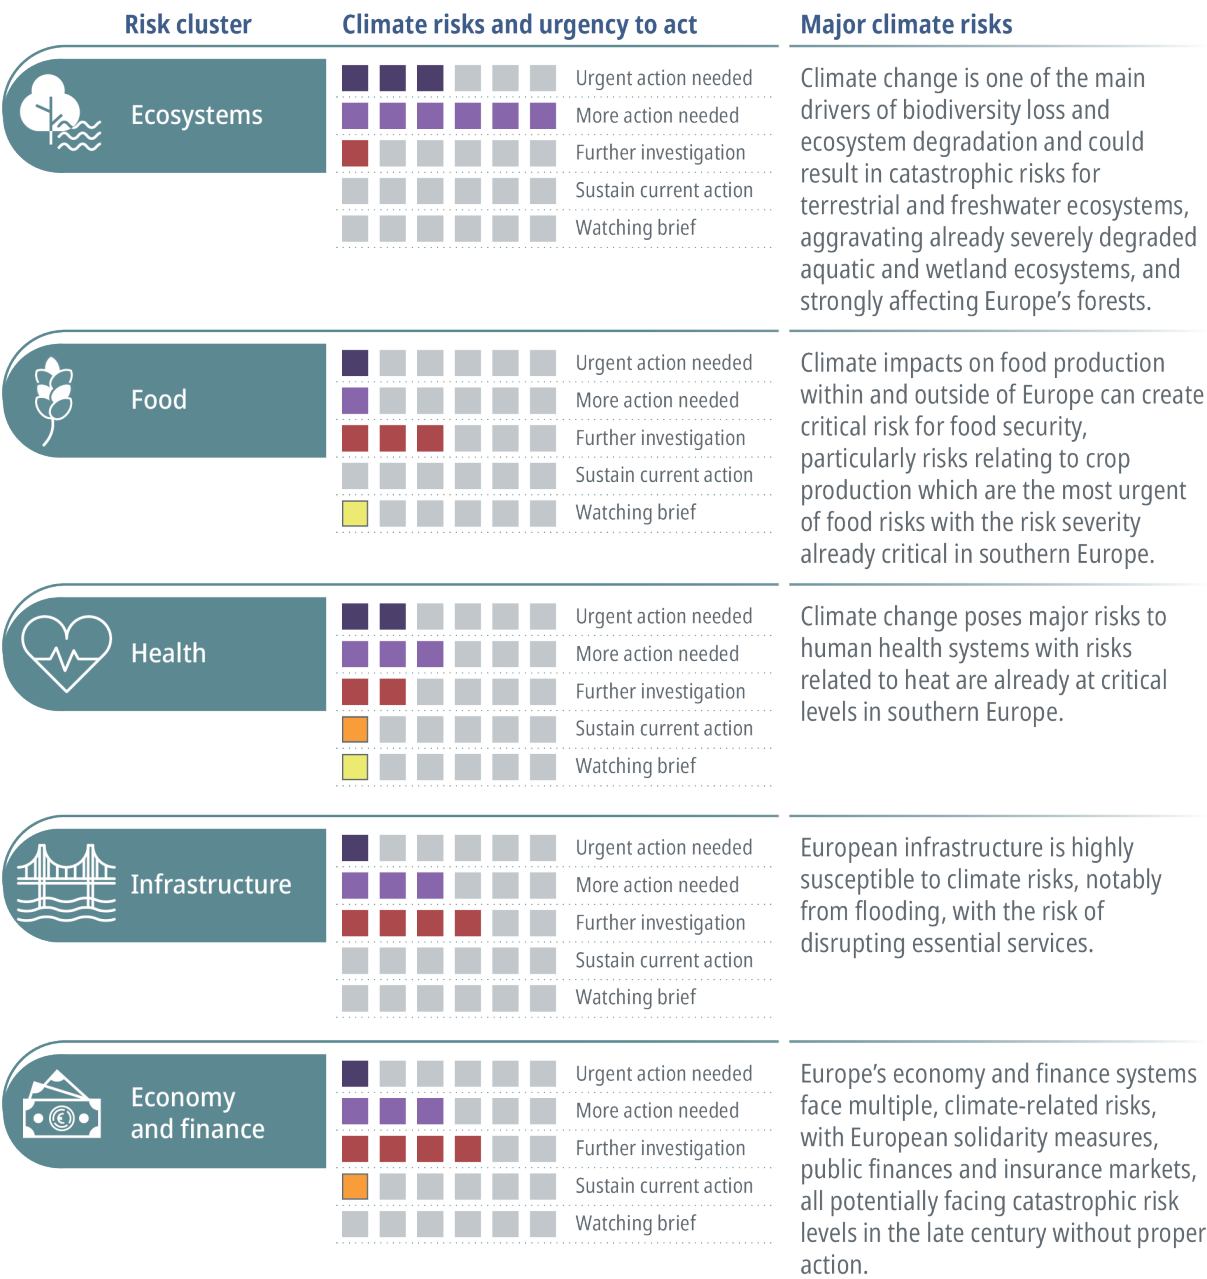 Risk cluster
Climate risks and urgency to act
Major climate risks
Ecosystems
Urgent action needed
More action needed
Further investigation
Sustain current action
Watching brief
Climate change is one of the main
drivers of biodiversity loss and
ecosystem degradation and could
result in catastrophic risks for
terrestrial and freshwater ecosystems,
aggravating already severely degraded
aquatic and wetland ecosystems, and
strongly affecting Europe’s forests.
Food
Urgent action needed
More action needed
Further investigation
Sustain current action
Watching brief
Climate impacts on food production
within and outside of Europe can create
critical risk for food security,
particularly risks relating to crop
production which are the most urgent
of food risks with the risk severity
already critical in southern Europe.
Health
Urgent action needed
More action needed
Further investigation
Sustain current action
Watching brief
Climate change poses major risks to
human health systems with risks
related to heat are already at critical
levels in southern Europe.
Infrastructure
Urgent action needed
More action needed
Further investigation
Sustain current action
Watching brief
European infrastructure is highly
susceptible to climate risks, notably
from flooding, with the risk of
disrupting essential services.
Economy
and finance
€
Urgent action needed
More action needed
Further investigation
Sustain current action
Watching brief
Europe’s economy and finance systems
face multiple, climate-related risks,
with European solidarity measures,
public finances and insurance markets,
all potentially facing catastrophic risk
levels in the late century without proper
action.